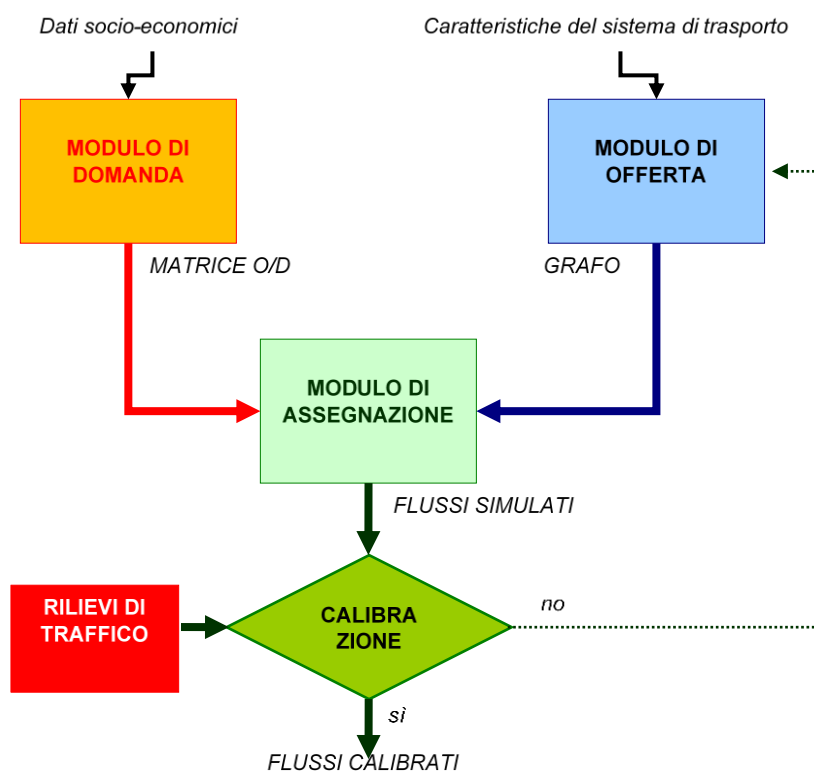 Dati socio-economici
Caratteristiche del sistema di trasporto
MODULO DI
DOMANDA
MODULO DI
OFFERTA
MATRICE O/D
GRAFO
MODULO DI
ASSEGNAZIONE
FLUSSI SIMULATI
RILIEVI DI
TRAFFICO
CALIBRA
ZIONE
no
sì
FLUSSI CALIBRATI